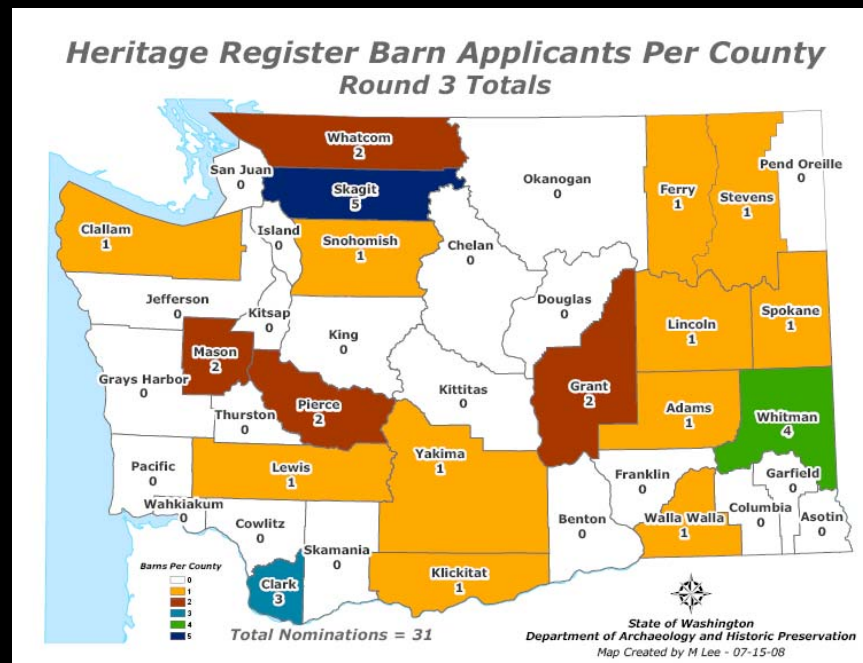 Heritage Register Barn Applicants Per County
Round 3 Totals
Whatcom
2
San Juan
0
Skagit
5
Okanogan
0
Ferry
1
Stevens
1
Pend Oreille
0
Clallam
1
Island
0
Snohomish
1
Chelan
0
Jefferson
0
Kitsap
0
King
0
Douglas
0
Lincoln
1
Spokane
1
Mason
2
Grays Harbor
0
Pierce
2
Thurston
0
Kittitas
0
Grant
2
Adams
1
Whitman
4
Pacific
0
Lewis
1
Yakima
1
Franklin
0
Garfield
0
Wahkiakum
0
Cowlitz
0
Skamania
0
Benton
0
Walla Walla
1
Columbia
0
Asotin
0
Clark
3
Klickitat
1
Barns Per County
0
1
2
3
4
5
Total Nominations = 31
State of Washington
Department of Archaeology and Historic Preservation
Map Created by M Lee - 07-15-08